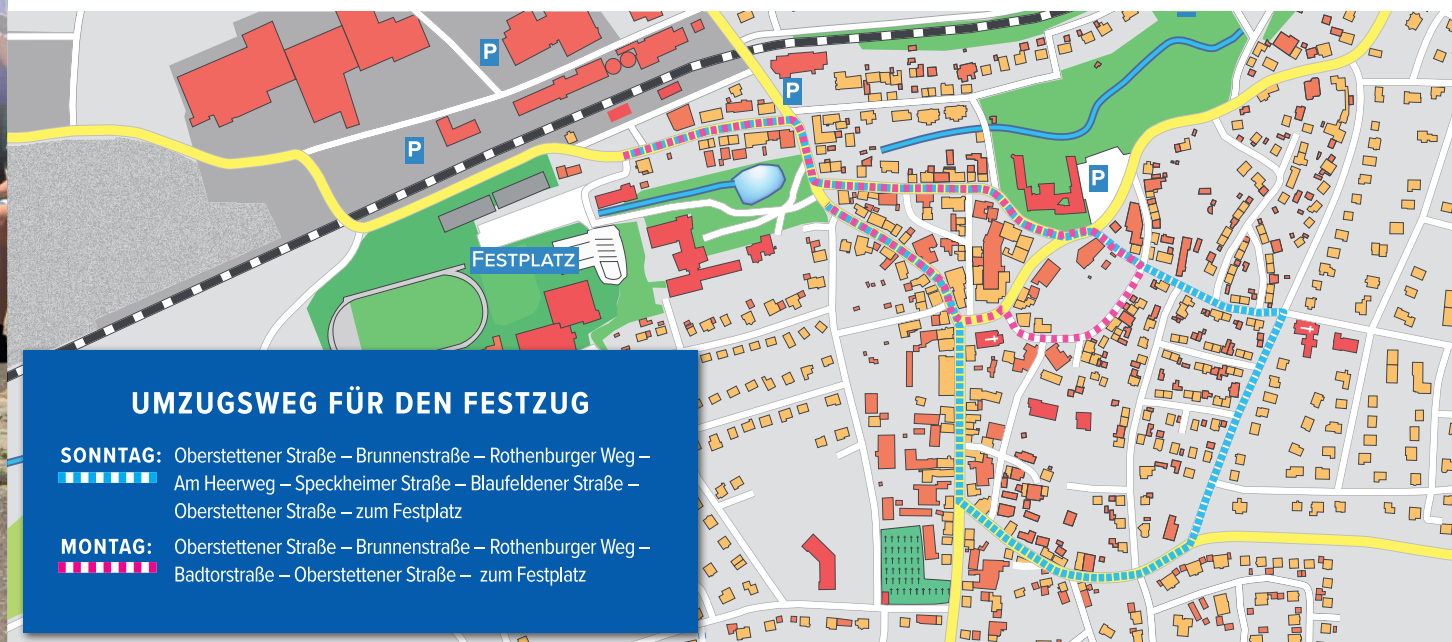 P
P
P
P
FESTPLATZ
UMZUGSWEG FÜR DEN FESTZUG
SONNTAG: Oberstettener Straße – Brunnenstraße – Rothenburger Weg –
Am Heerweg – Speckheimer Straße – Blaufeldener Straße –
Oberstettener Straße – zum Festplatz
MONTAG: Oberstettener Straße – Brunnenstraße – Rothenburger Weg –
Badtorstraße – Oberstettener Straße – zum Festplatz